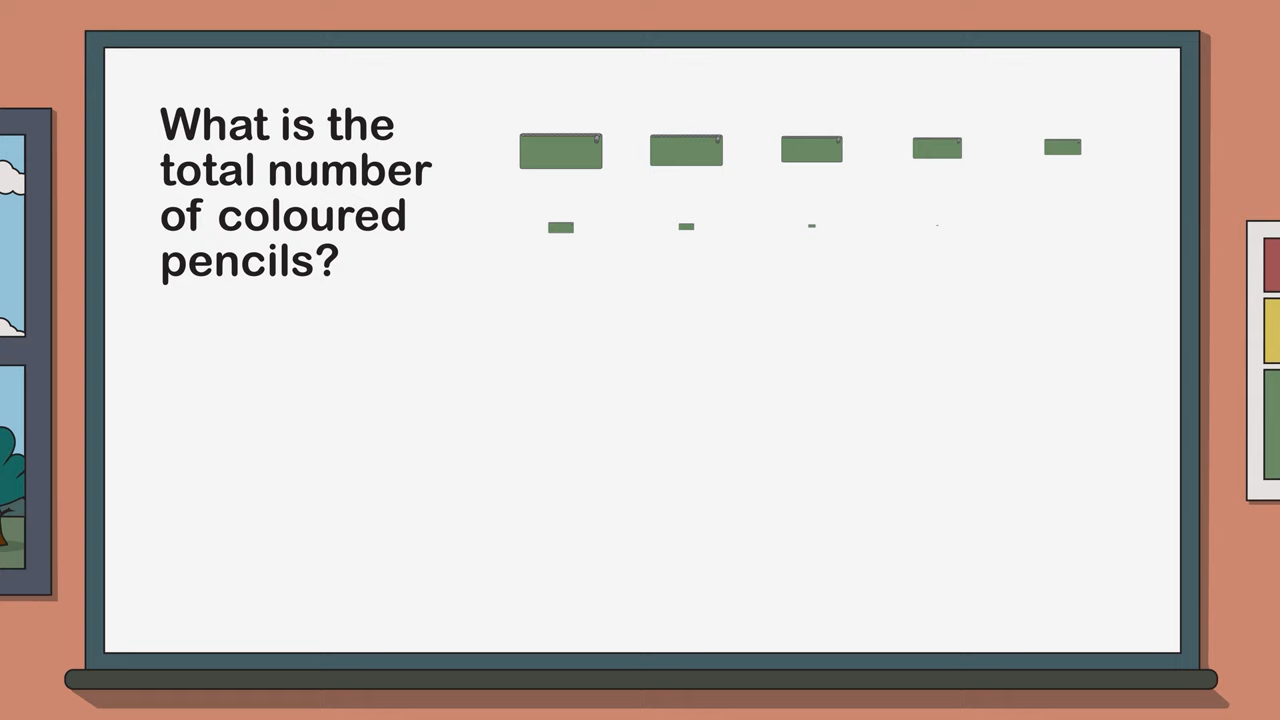 What is the
total number
of coloured
pencils?